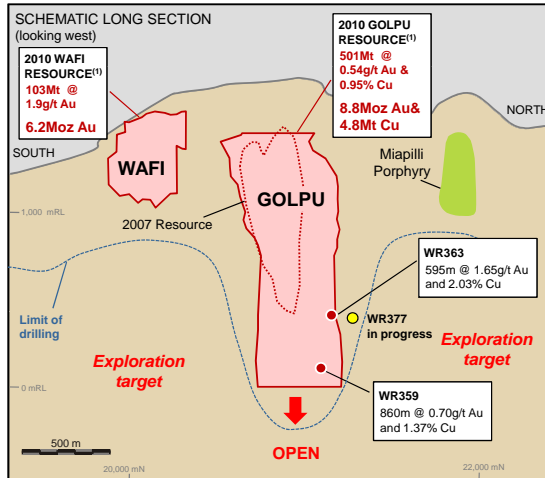 SCHEMATIC LONG SECTION
(looking west)
2010 WAFI
RESOURCE(1)
103Mt @
1.9g/t Au
6.2Moz Au
2010 GOLPU
RESOURCE(1)
501Mt @
0.54g/t Au &
0.95% Cu
8.8Moz Au&
4.8Mt Cu
NORTH
SOUTH
WAFI
Miapilli
Porphyry
GOLPU
1,000 mRL
2007 Resource
WR363
595m @ 1.65g/t Au
and 2.03% Cu
Limit of
drilling
WR377
in progress
Exploration
target
Exploration
target
0 mRL
WR359
860m @ 0.70g/t Au
and 1.37% Cu
500 m
OPEN
20,000 mN
22,000 mN